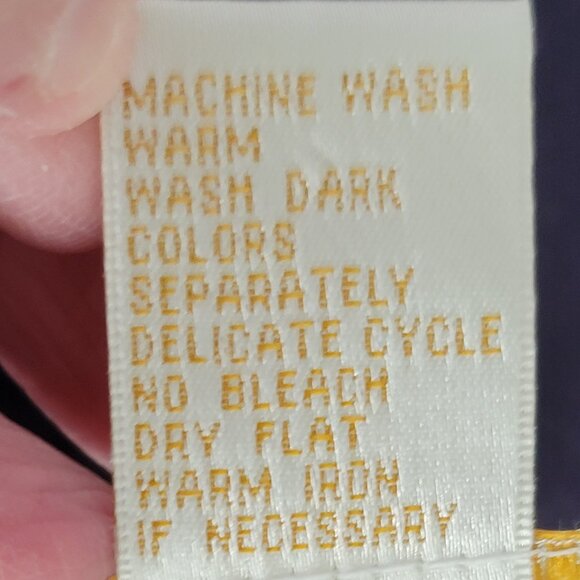 MACHINE WASH
WARM
WASH DARK
COLORS
SEPARATELY
DELICATE CYCLE
NO BLEACH
DRY FLAT
WARM IRON
IF NECESSARY